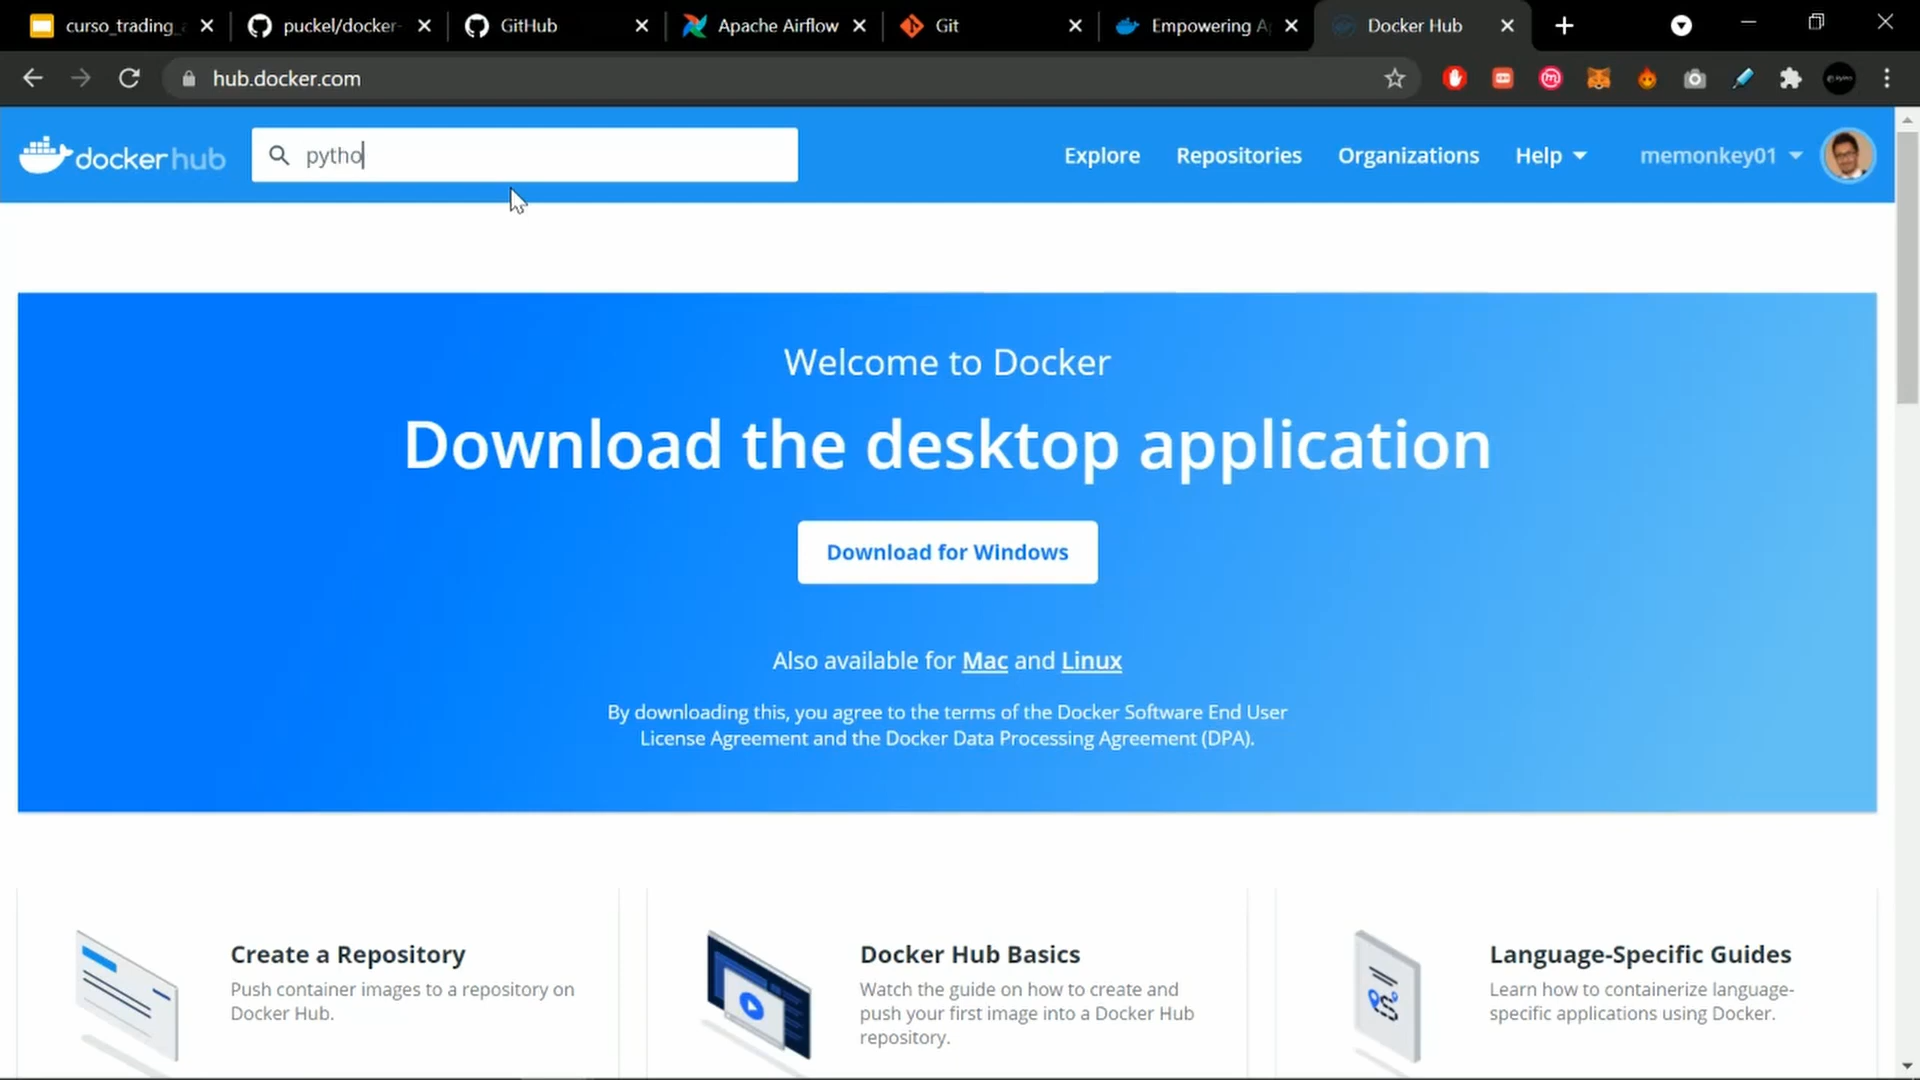 curso_trading_
puckel/docker-
GitHub
Apache Airflow
Git
Empowering A
Docker Hub
hub.docker.com
docker hub
pytho
Explore
Repositories
Organizations
Help
memonkey01
Welcome to Docker
Download the desktop application
Download for Windows
Also available for Mac and Linux
By downloading this, you agree to the terms of the Docker Software End User
License Agreement and the Docker Data Processing Agreement (DPA).
Create a Repository
Push container images to a repository on
Docker Hub.
Docker Hub Basics
Watch the guide on how to create and
push your first image into a Docker Hub
repository.
Language-Specific Guides
Learn how to containerize language-
specific applications using Docker.